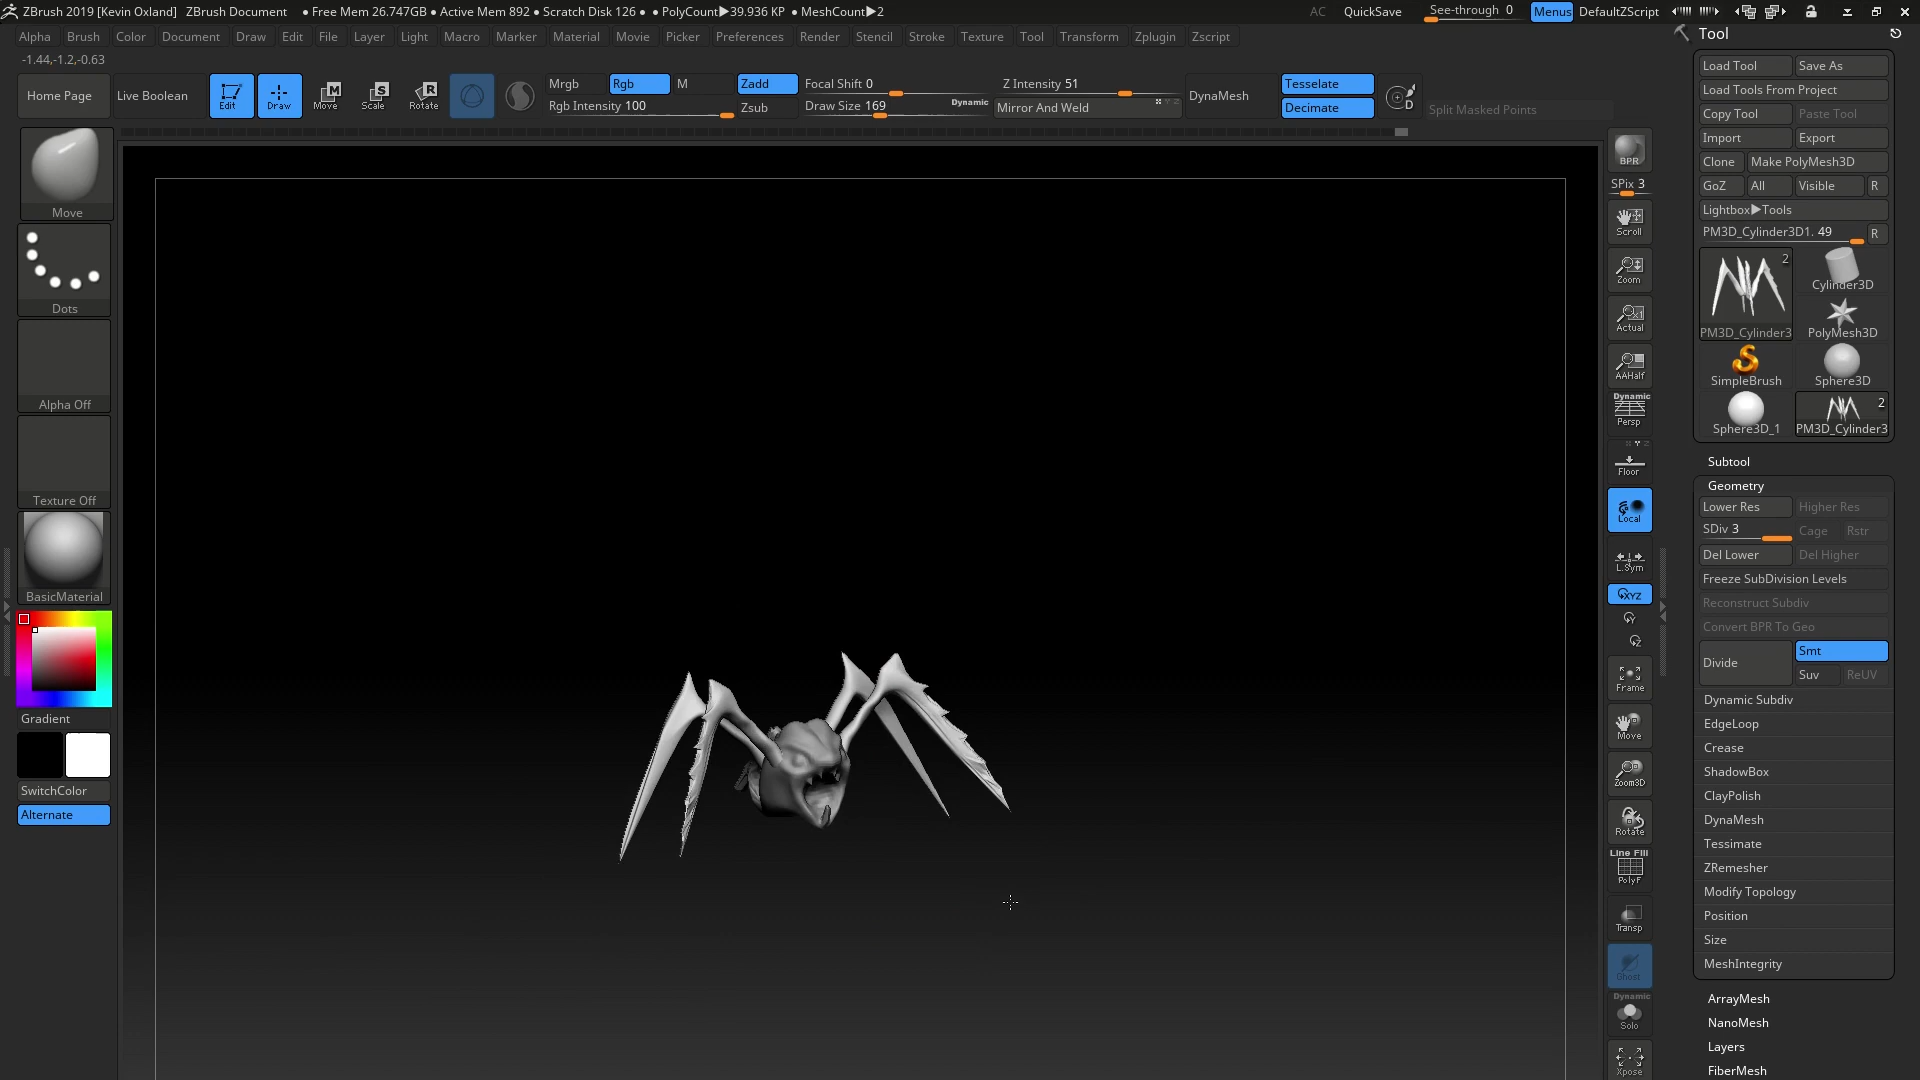 ZBrush 2019 [Kevin Oxland] ZBrush Document • Free Mem 26.747GB • Active Mem 892 • Scratch Disk 126 • • PolyCount▶39.936 KP • MeshCount▶2
AC QuickSave See-through 0 Menus DefaultZScript
Alpha Brush Color Document Draw Edit File Layer Light Macro Marker Material Movie Picker Preferences Render Stencil Stroke Texture Tool Transform Zplugin Zscript
-1.44,-1.2,-0.63
Home Page Live Boolean Edit Draw Move Scale Rotate
Mrgb Rgb M Zadd Focal Shift 0 Z Intensity 51 DynaMesh Tesselate
Rgb Intensity 100 Zsub Draw Size 169 Dynamic Mirror And Weld Decimate Split Masked Points
Move
Dots
Alpha Off
Texture Off
BasicMaterial
Gradient
SwitchColor
Alternate
BPR
SPix 3
Scroll
Zoom
Actual
AAHalf
Dynamic
Persp
Floor
Local
L.Sym
XYZ
Y
Z
Frame
Move
Zoom3D
Rotate
Line Fill
PolyF
Transp
Ghost
Dynamic
Solo
Xpose
Tool
Load Tool Save As
Load Tools From Project
Copy Tool Paste Tool
Import Export
Clone Make PolyMesh3D
GoZ All Visible R
Lightbox▶Tools
PM3D_Cylinder3D1. 49 R
2
Cylinder3D
PM3D_Cylinder3 PolyMesh3D
SimpleBrush Sphere3D
2
Sphere3D_1 PM3D_Cylinder3
Subtool
Geometry
Lower Res Higher Res
SDiv 3 Cage Rstr
Del Lower Del Higher
Freeze SubDivision Levels
Reconstruct Subdiv
Convert BPR To Geo
Divide Smt
Suv ReUV
Dynamic Subdiv
EdgeLoop
Crease
ShadowBox
ClayPolish
DynaMesh
Tessimate
ZRemesher
Modify Topology
Position
Size
MeshIntegrity
ArrayMesh
NanoMesh
Layers
FiberMesh